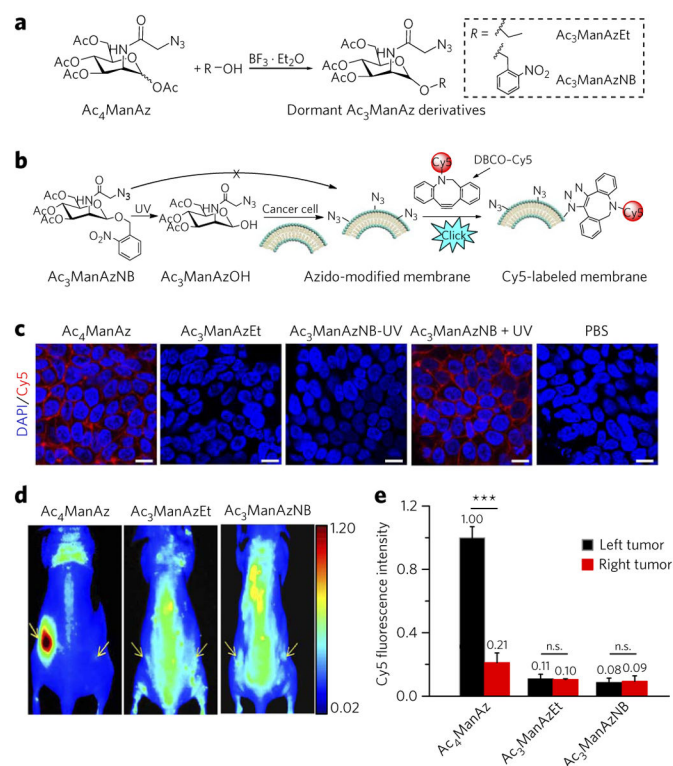 a
AcO
O
HN
N3
AcO
AcO
O
OAc
Ac4ManAz
+ R–OH
BF3 · Et2O
AcO
O
HN
N3
AcO
AcO
O
O
R
Dormant Ac3ManAz derivatives
R =
Ac3ManAzEt
NO2
Ac3ManAzNB
b
AcO
O
HN
N3
AcO
AcO
O
O
O2N
Ac3ManAzNB
UV
x
AcO
O
HN
N3
AcO
AcO
O
OH
Ac3ManAzOH
Cancer cell
N3
N3
N3
Azido-modified membrane
Cy5
N
DBCO–Cy5
Click
N3
N3
N
N
N
N
Cy5
Cy5-labeled membrane
c
Ac4ManAz
Ac3ManAzEt
Ac3ManAzNB-UV
Ac3ManAzNB + UV
PBS
DAPI/Cy5
d
Ac4ManAz
Ac3ManAzEt
Ac3ManAzNB
1.20
0.02
e
Cy5 fluorescence intensity
1.2
0.8
0.4
0.0
***
1.00
0.21
n.s.
0.11
0.10
n.s.
0.08
0.09
Left tumor
Right tumor
Ac4ManAz
Ac3ManAzEt
Ac3ManAzNB